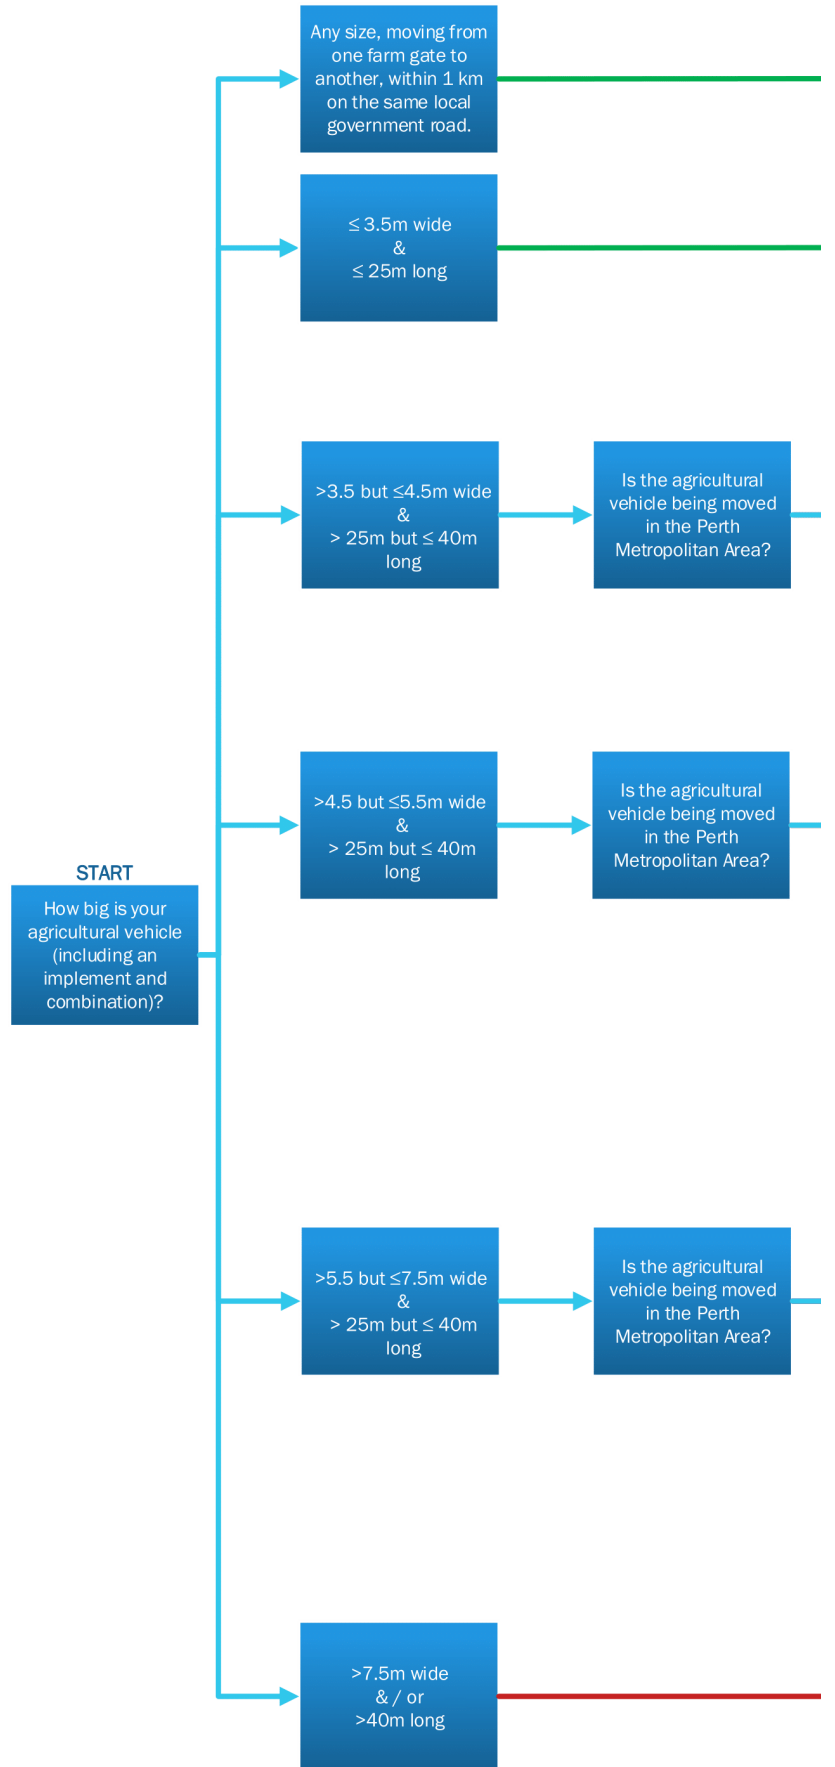 START
How big is your
agricultural vehicle
(including an
implement and
combination)?
Any size, moving from
one farm gate to
another, within 1 km
on the same local
government road.
≤ 3.5m wide
&
≤ 25m long
>3.5 but ≤4.5m wide
&
> 25m but ≤ 40m
long
Is the agricultural
vehicle being moved
in the Perth
Metropolitan Area?
>4.5 but ≤5.5m wide
&
> 25m but ≤ 40m
long
Is the agricultural
vehicle being moved
in the Perth
Metropolitan Area?
>5.5 but ≤7.5m wide
&
> 25m but ≤ 40m
long
Is the agricultural
vehicle being moved
in the Perth
Metropolitan Area?
>7.5m wide
& / or
>40m long